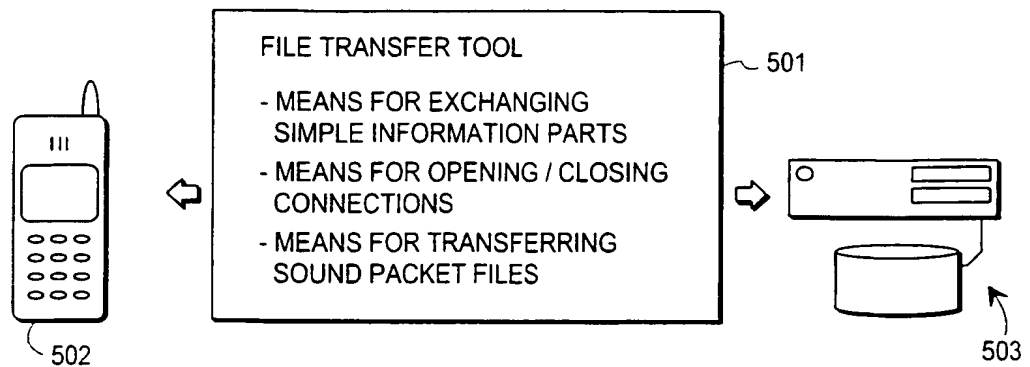 FILE TRANSFER TOOL
- MEANS FOR EXCHANGING
SIMPLE INFORMATION PARTS
- MEANS FOR OPENING / CLOSING
CONNECTIONS
- MEANS FOR TRANSFERRING
SOUND PACKET FILES
501
502
503